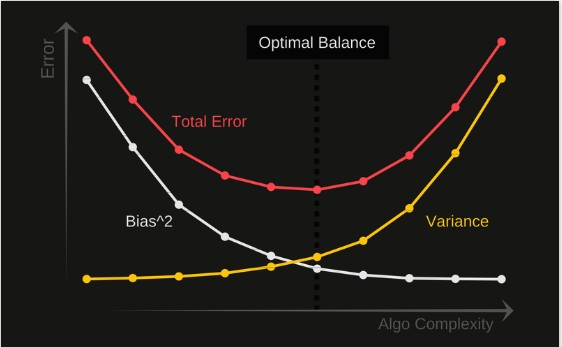 Optimal Balance
Error
Total Error
Bias^2
Variance
Algo Complexity